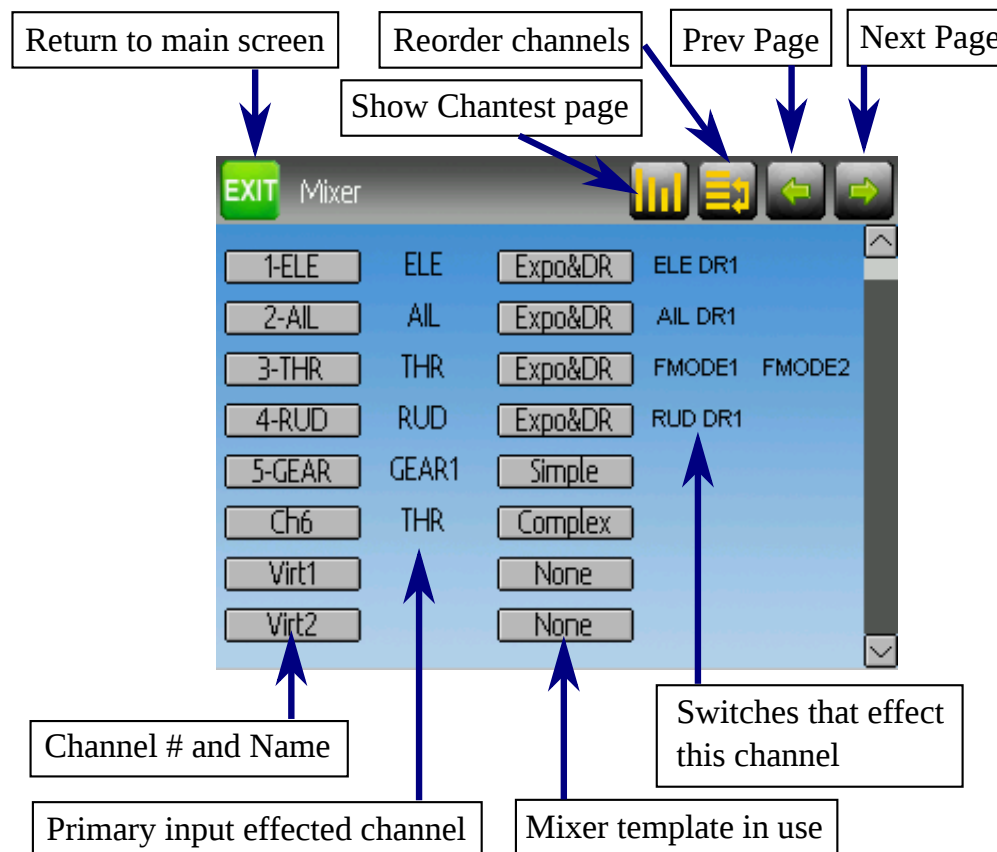 Return to main screen
Reorder channels
Prev Page
Next Page
Show Chantest page
EXIT Mixer
1-ELE ELE Expo&DR ELE DR1
2-AIL AIL Expo&DR AIL DR1
3-THR THR Expo&DR FMODE1 FMODE2
4-RUD RUD Expo&DR RUD DR1
5-GEAR GEAR1 Simple
Ch6 THR Complex
Virt1 None
Virt2 None
Channel # and Name
Switches that effect
this channel
Primary input effected channel
Mixer template in use